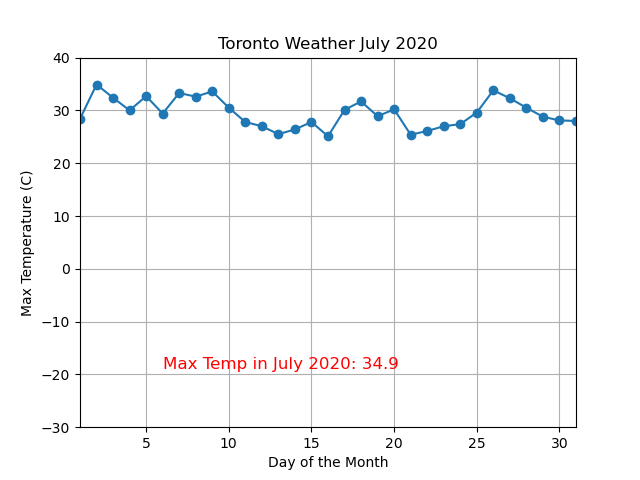 Toronto Weather July 2020
40
30
20
10
0
−10
−20
−30
Max Temperature (C)
Max Temp in July 2020: 34.9
5 10 15 20 25 30
Day of the Month